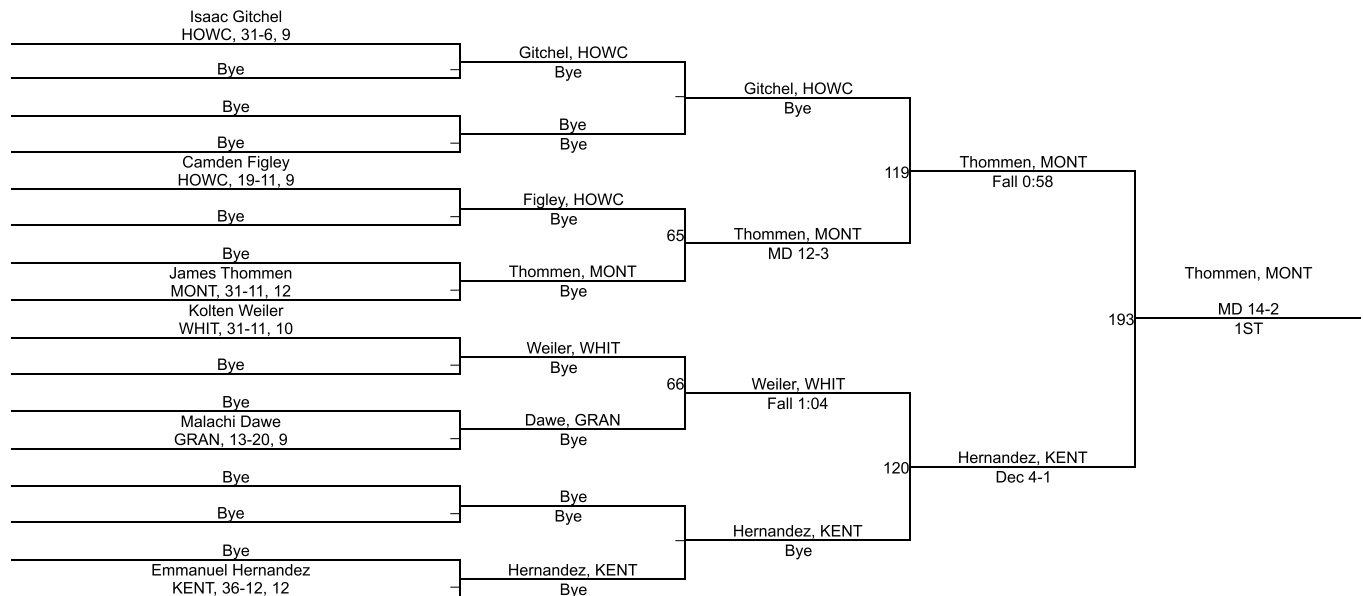 Isaac Gitchel
HOWC, 31-6, 9
Bye
Bye
Bye
Camden Figley
HOWC, 19-11, 9
Bye
Bye
James Thommen
MONT, 31-11, 12
Kolten Weiler
WHIT, 31-11, 10
Bye
Bye
Malachi Dawe
GRAN, 13-20, 9
Bye
Bye
Bye
Emmanuel Hernandez
KENT, 36-12, 12
Gitchel, HOWC
Bye
Bye
Bye
Figley, HOWC
Bye
65
Thommen, MONT
Bye
Weiler, WHIT
Bye
66
Dawe, GRAN
Bye
Bye
Bye
Hernandez, KENT
Bye
Gitchel, HOWC
Bye
119
Thommen, MONT
MD 12-3
Weiler, WHIT
Fall 1:04
120
Hernandez, KENT
Bye
Thommen, MONT
Fall 0:58
193
Hernandez, KENT
Dec 4-1
Thommen, MONT
MD 14-2
1ST